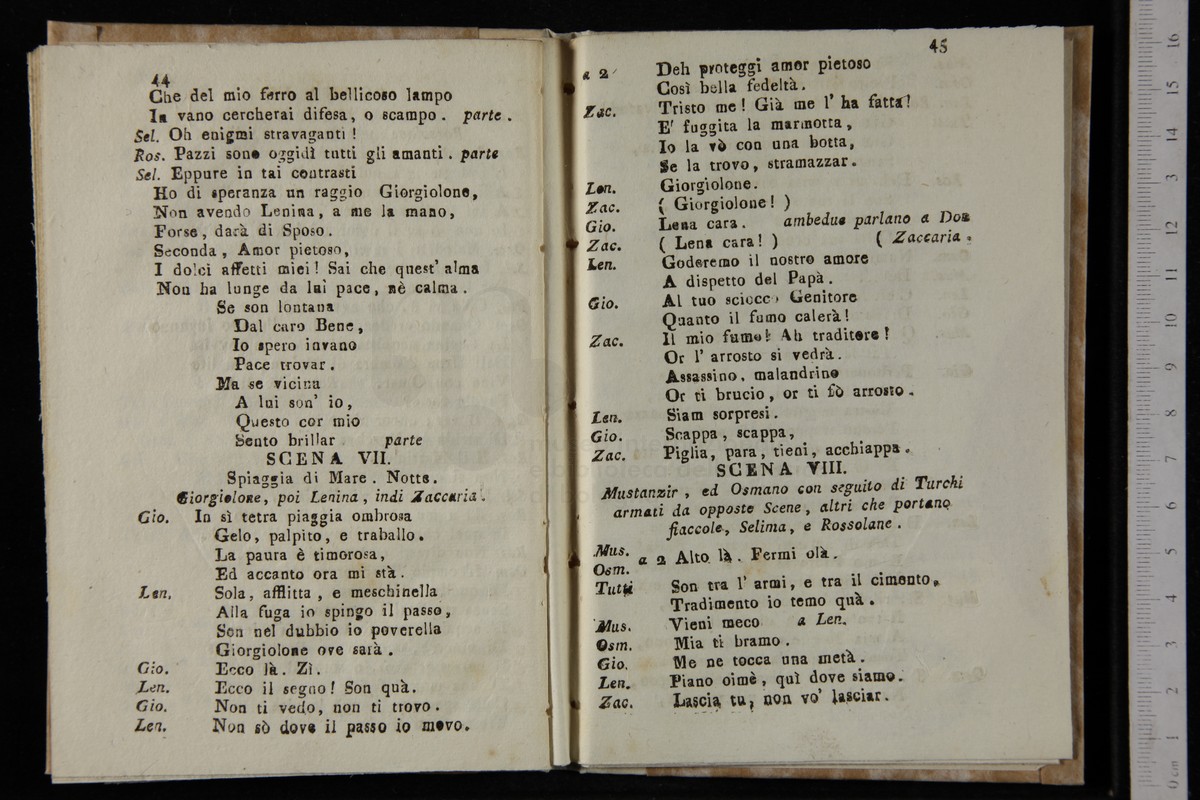 44
Che del mio ferro al bellicoso lampo
In vano cercherai difesa, o scampo. parte.
Sel. Oh enigmi stravaganti!
Ros. Pazzi sono oggidì tutti gli amanti. parte
Sel. Eppure in tai contrasti
Ho di speranza un raggio Giorgiolone,
Non avendo Lenina, a me la mano,
Forse, darà di Sposo.
Seconda, Amor pietoso,
I dolci affetti miei! Sai che quest' alma
Non ha lunge da lui pace, nè calma.
Se son lontana
Dal caro Bene,
Io spero invano
Pace trovar.
Ma se vicina
A lui son' io,
Questo cor mio
Sento brillar. parte
SCENA VII.
Spiaggia di Mare. Notte.
Giorgiolone, poi Lenina, indi Zaccaria.
Gio. In sì tetra piaggia ombrosa
Gelo, palpito, e traballo.
La paura è timorosa,
Ed accanto ora mi stà.
Len. Sola, afflitta, e meschinella
Alla fuga io spingo il passo,
Son nel dubbio io poverella
Giorgiolone ove sarà.
Gio. Ecco là. Zì.
Len. Ecco il segno! Son quà.
Gio. Non ti vedo, non ti trovo.
Len. Non sò dove il passo io movo.
45
a 2 Deh proteggi amor pietoso
Così bella fedeltà.
Zac. Tristo me! Già me l' ha fatta!
E' fuggita la marmotta,
Io la vò con una botta,
Se la trovo, stramazzar.
Len. Giorgiolone.
Zac. ( Giorgiolone! )
Gio. Lena cara. ambedue parlano a Don
Zac. ( Lena cara! ) ( Zaccaria.
Len. Goderemo il nostro amore
A dispetto del Papà.
Gio. Al tuo sciocco Genitore
Quanto il fumo calerà!
Zac. Il mio fumo! Ah traditore!
Or l' arrosto si vedrà.
Assassino, malandrino
Or ti brucio, or ti fò arrosto.
Len. Siam sorpresi.
Gio. Scappa, scappa,
Zac. Piglia, para, tieni, acchiappa.
SCENA VIII.
Mustanzir, ed Osmano con seguito di Turchi
armati da opposte Scene, altri che portano
fiaccole, Selima, e Rossolane.
Mus.
Osm. a 2 Alto là. Fermi olà.
Tutti Son tra l' armi, e tra il cimento,
Tradimento io temo quà.
Mus. Vieni meco a Len.
Osm. Mia ti bramo.
Gio. Me ne tocca una metà.
Len. Piano oimè, quì dove siamo.
Zac. Lascia tu, non vo' lasciar.